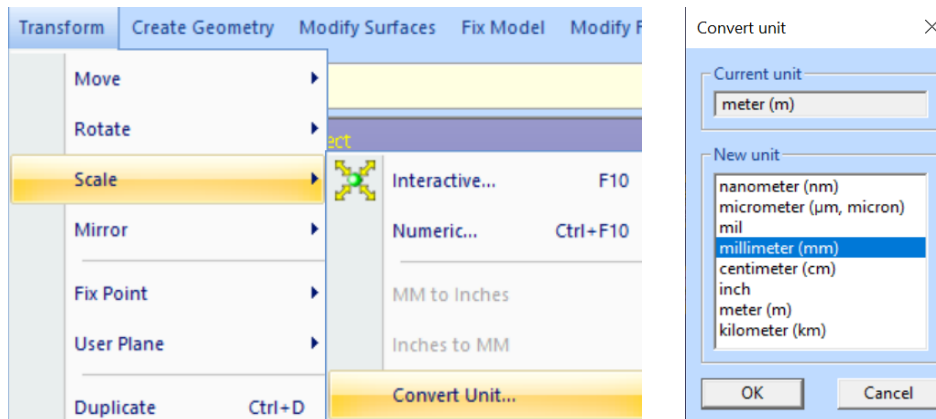 Transform Create Geometry Modify Surfaces Fix Model Modify
Move
Rotate
Scale
Mirror
Fix Point
User Plane
Duplicate Ctrl+D
ect
Interactive... F10
Numeric... Ctrl+F10
MM to Inches
Inches to MM
Convert Unit...
Convert unit
Current unit
meter (m)
New unit
nanometer (nm)
micrometer (µm, micron)
mil
millimeter (mm)
centimeter (cm)
inch
meter (m)
kilometer (km)
OK Cancel